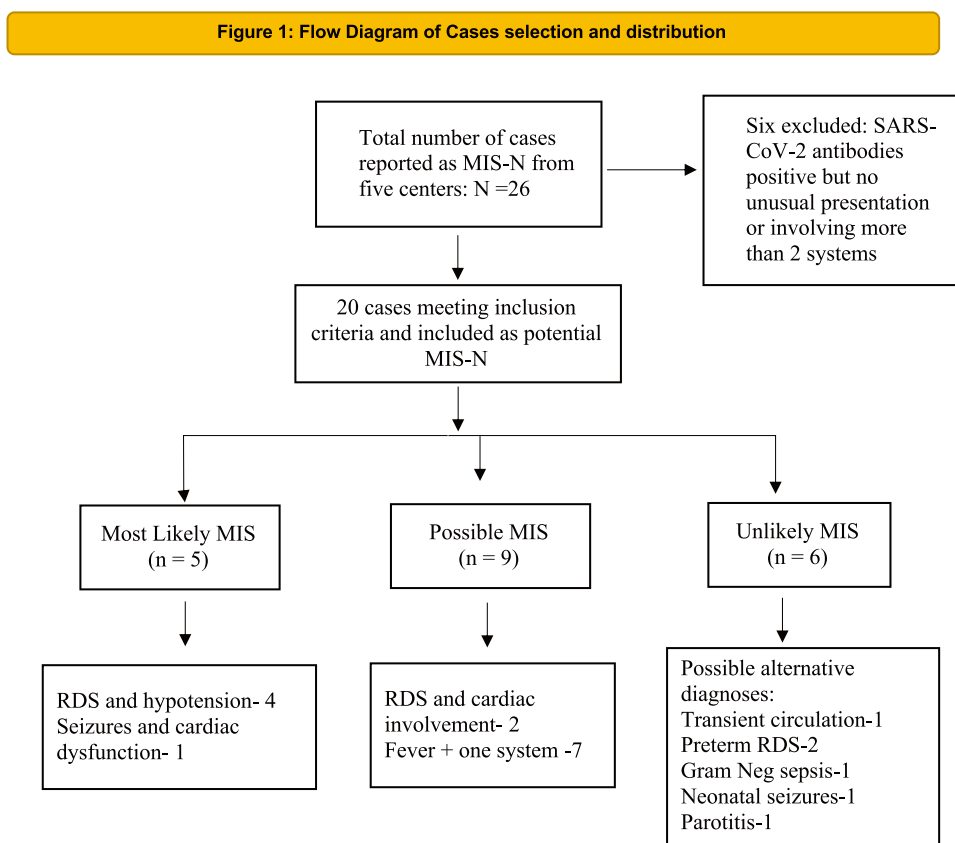 Figure 1: Flow Diagram of Cases selection and distribution
Total number of cases
reported as MIS-N from
five centers: N =26
Six excluded: SARS-
CoV-2 antibodies
positive but no
unusual presentation
or involving more
than 2 systems
20 cases meeting inclusion
criteria and included as potential
MIS-N
Most Likely MIS
(n = 5)
Possible MIS
(n = 9)
Unlikely MIS
(n = 6)
RDS and hypotension- 4
Seizures and cardiac
dysfunction- 1
RDS and cardiac
involvement- 2
Fever + one system -7
Possible alternative
diagnoses:
Transient circulation-1
Preterm RDS-2
Gram Neg sepsis-1
Neonatal seizures-1
Parotitis-1